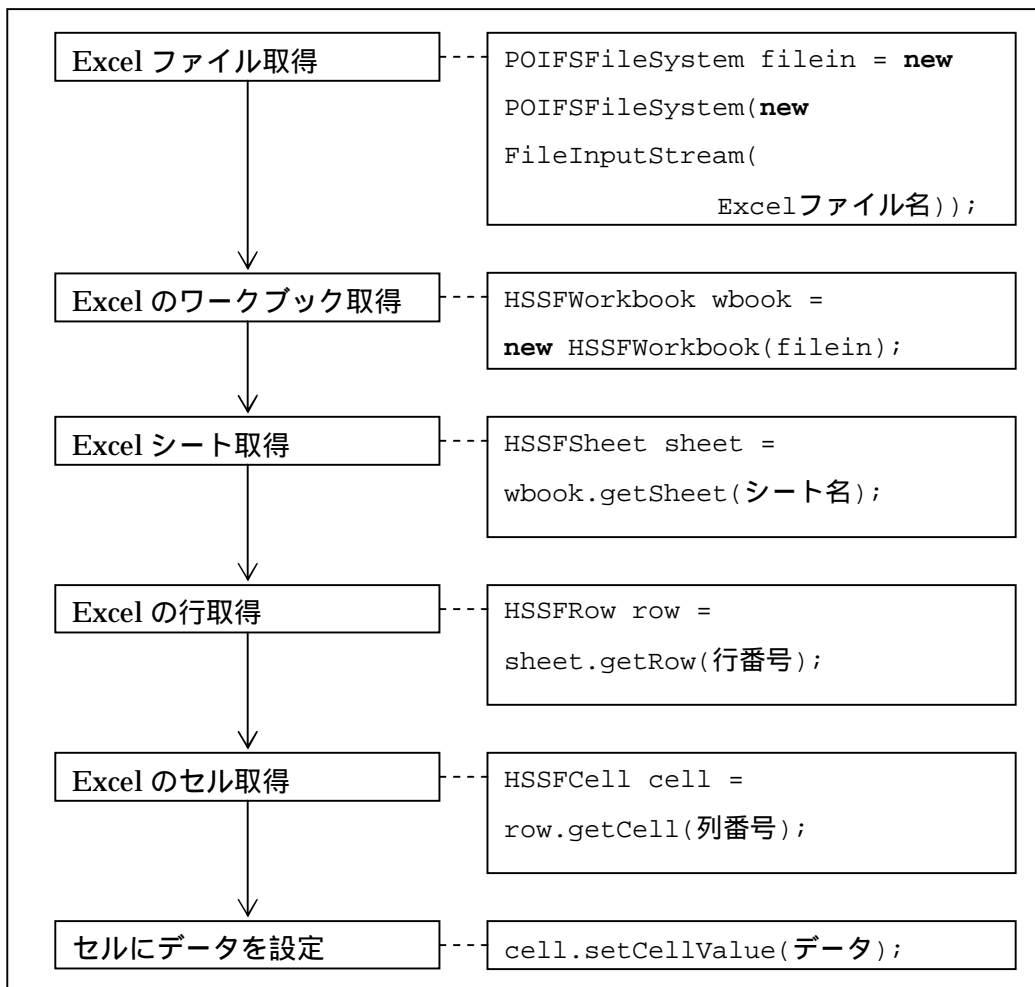 Excel ファイル取得
POIFSFileSystem filein = new
POIFSFileSystem(new
FileInputStream(
Excelファイル名));
Excel のワークブック取得
HSSFWorkbook wbook =
new HSSFWorkbook(filein);
Excel シート取得
HSSFSheet sheet =
wbook.getSheet(シート名);
Excel の行取得
HSSFRow row =
sheet.getRow(行番号);
Excel のセル取得
HSSFCell cell =
row.getCell(列番号);
セルにデータを設定
cell.setCellValue(データ);